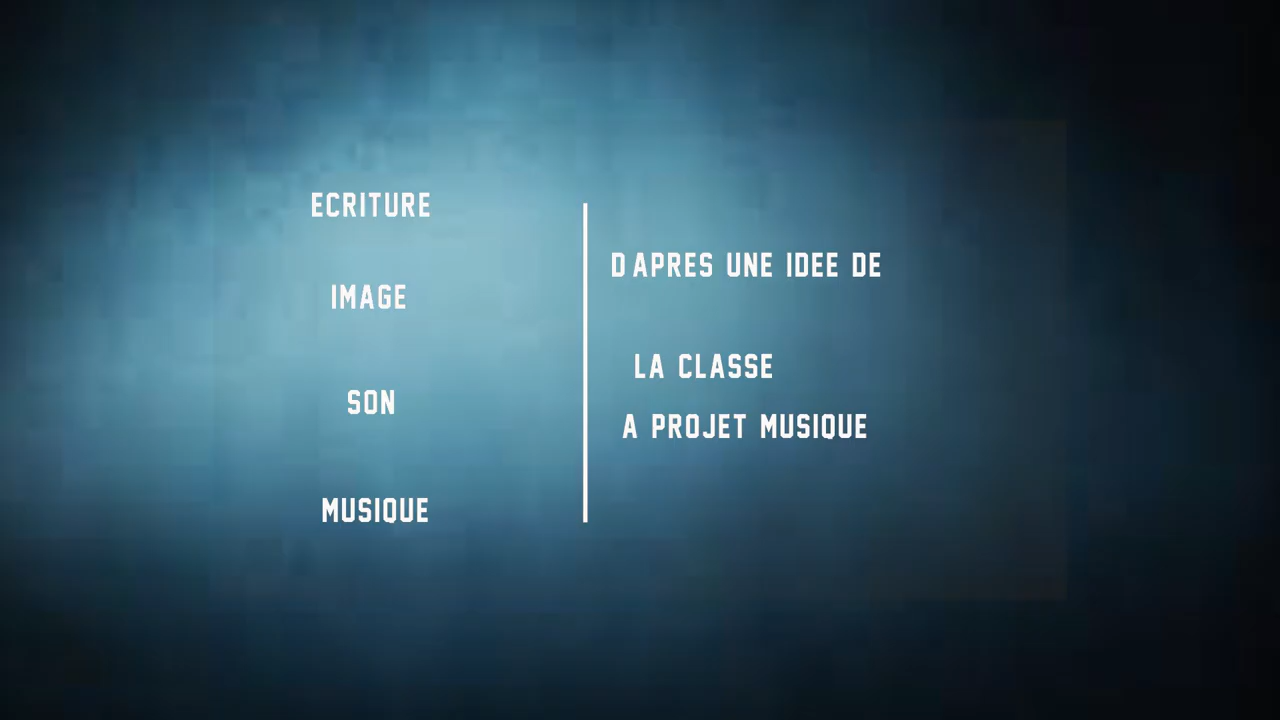 ECRITURE
IMAGE
SON
MUSIQUE
D APRES UNE IDEE DE
LA CLASSE
A PROJET MUSIQUE